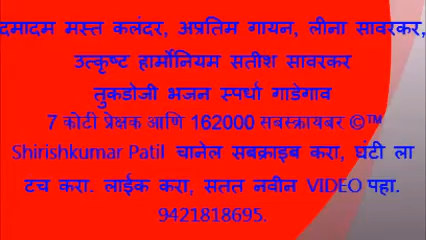 दमादम मस्त कलंदर, अप्रतिम गायन, लीना सावरकर,
उत्कृष्ट हार्मोनियम सतीश सावरकर
तुकडोजी भजन स्पर्धा गाडेगाव
7 कोटी प्रेक्षक आणि 162000 सबस्क्रायबर ©™
Shirishkumar Patil चानेल सबक्राइब करा, घंटी ला
टच करा. लाईक करा, सतत नवीन VIDEO पहा.
9421818695.